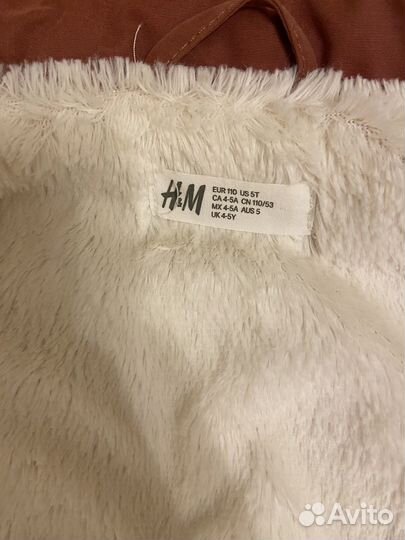 H&M
EUR 110 US 5T
CA 4-5A CN 110/53
MX 4-5A AUS 5
UK 4-5Y
Avito